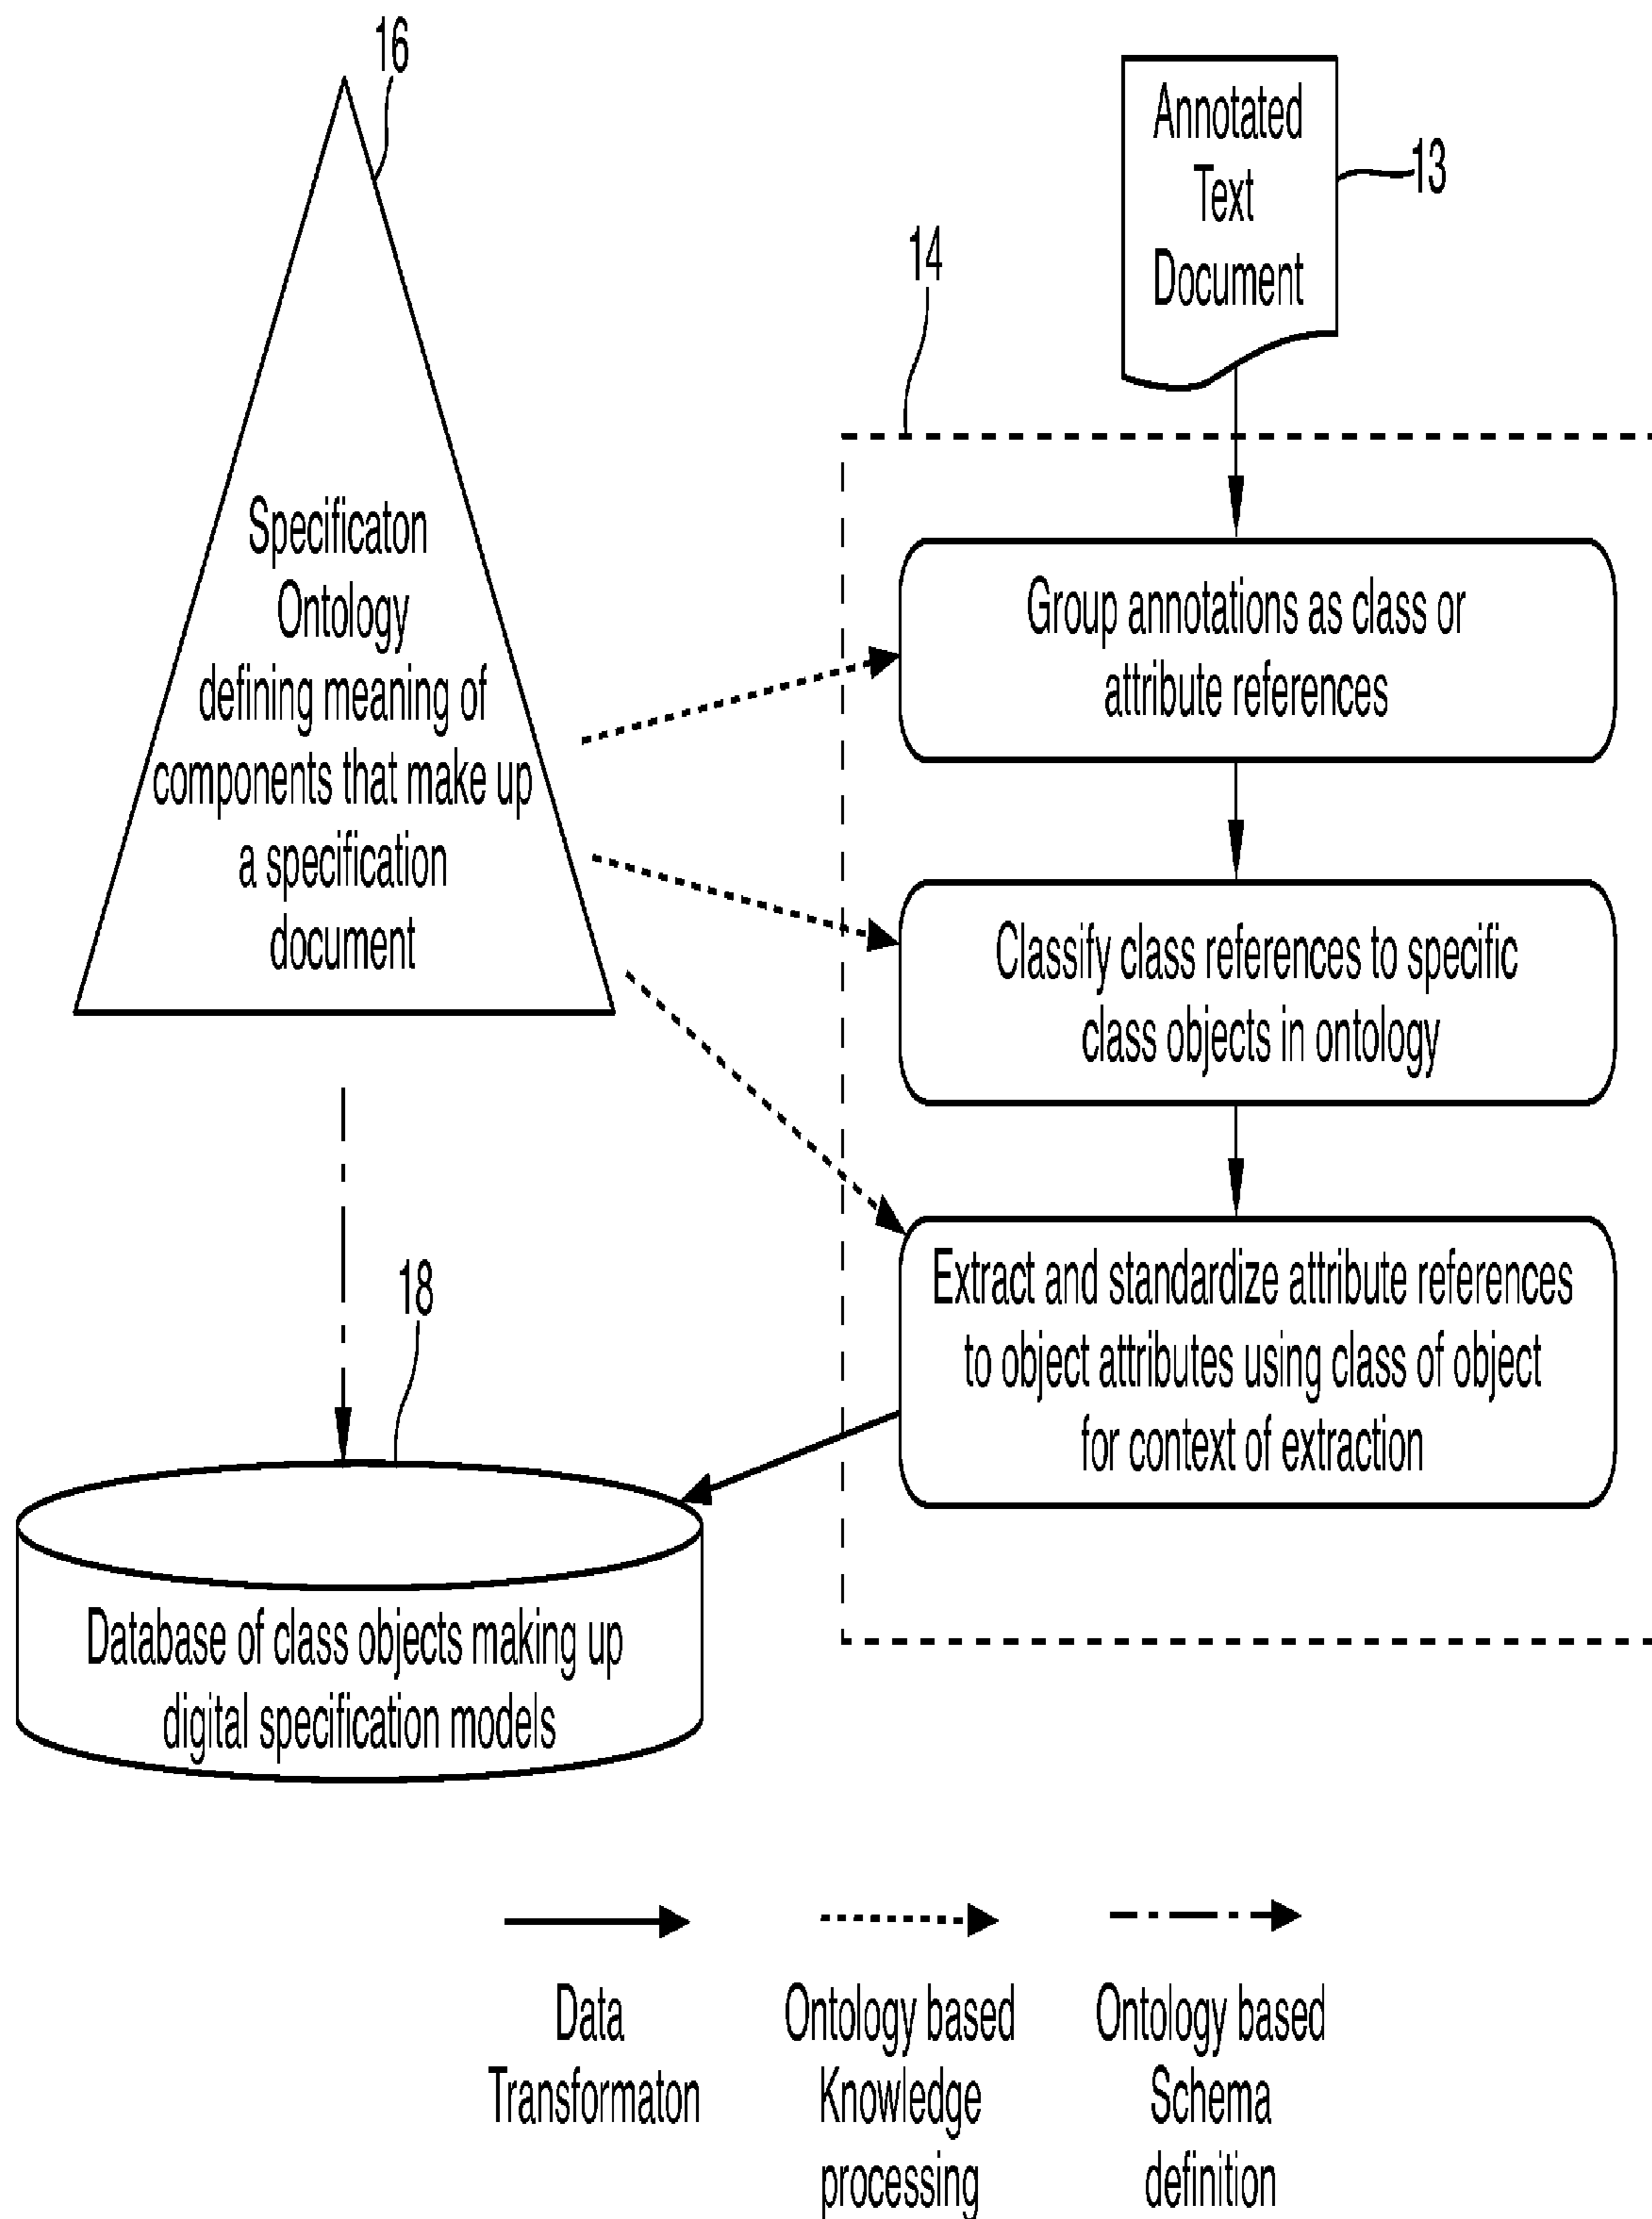 16
Annotated
Text
Document
13
14
Specificaton
Ontology
defining meaning of
components that make up
a specification
document
Group annotations as class or
attribute references
Classify class references to specific
class objects in ontology
Extract and standardize attribute references
to object attributes using class of object
for context of extraction
18
Database of class objects making up
digital specification models
Data
Transformaton
Ontology based
Knowledge
processing
Ontology based
Schema
definition